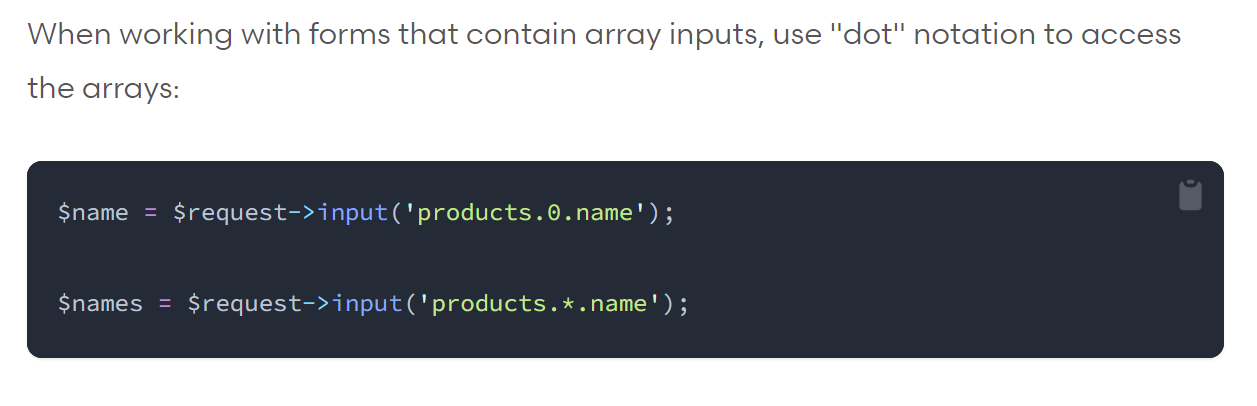 When working with forms that contain array inputs, use "dot" notation to access
the arrays:
$name = $request->input('products.0.name');
$names = $request->input('products.*.name');